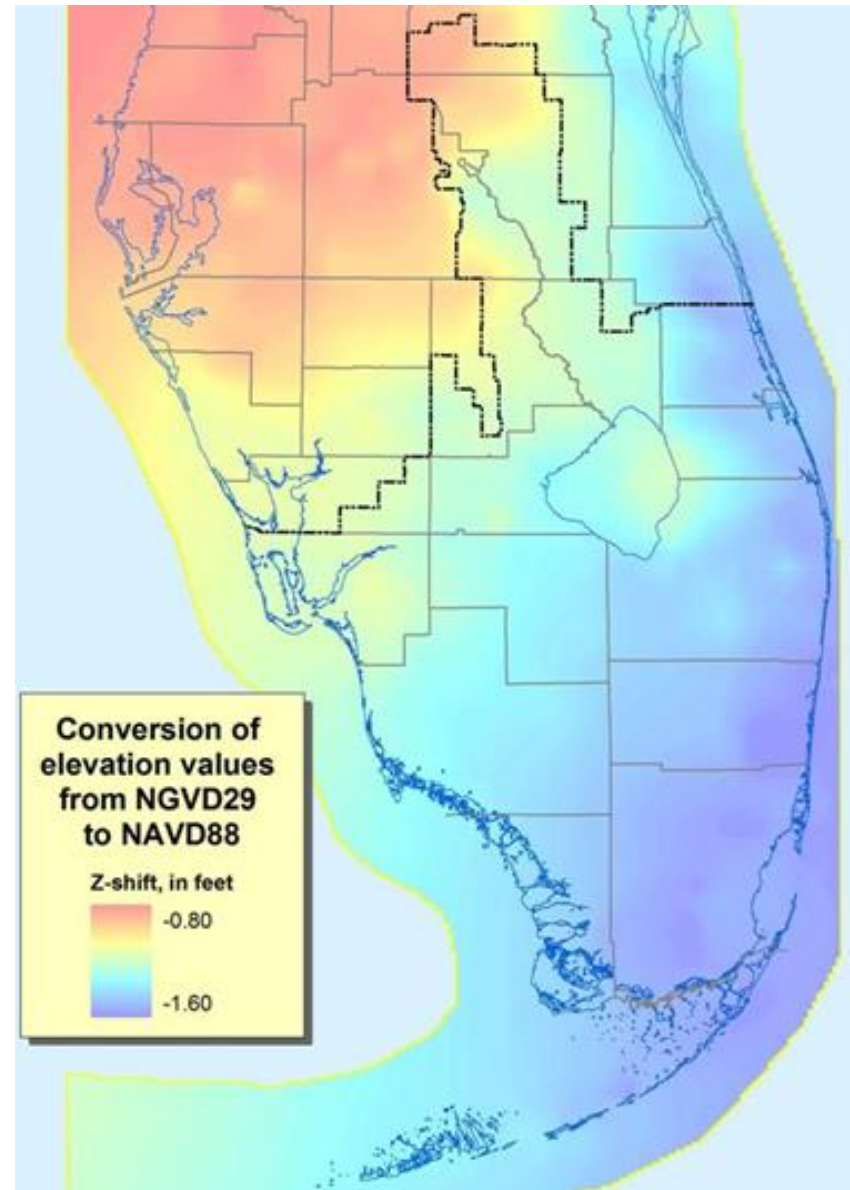 Conversion of
elevation values
from NGVD29
to NAVD88
Z-shift, in feet
-0.80
-1.60